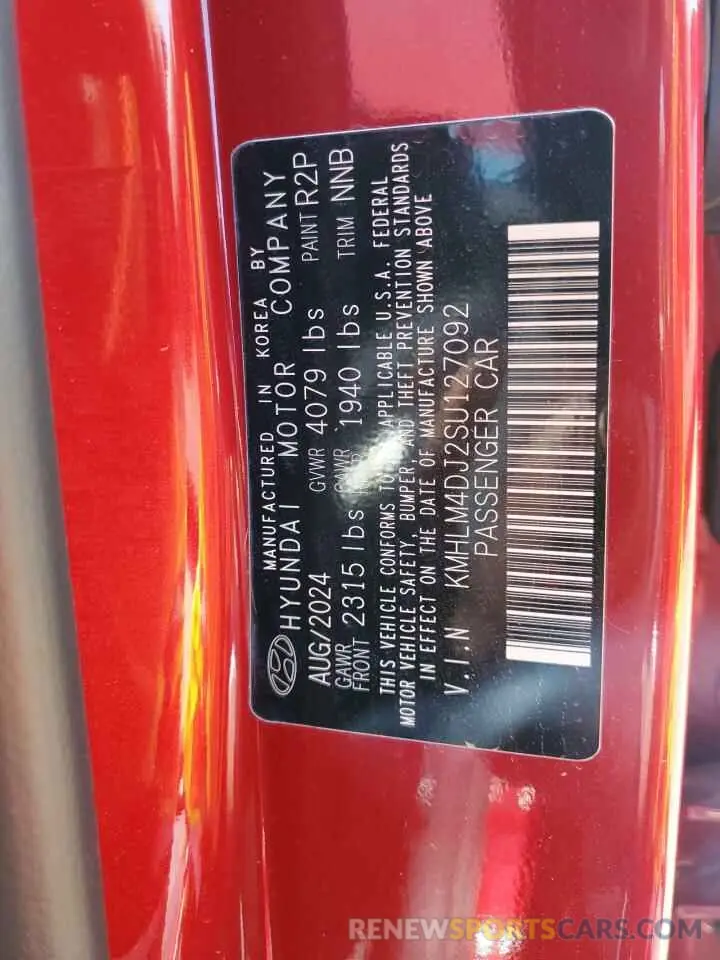 MANUFACTURED IN KOREA BY
HYUNDAI MOTOR COMPANY
AUG/2024 GVWR 4079 lbs PAINT R2P
GAWR FRONT 2315 lbs GAWR 1940 lbs TRIM NNB
THIS VEHICLE CONFORMS TO ALL APPLICABLE U.S.A. FEDERAL
MOTOR VEHICLE SAFETY, BUMPER, AND THEFT PREVENTION STANDARDS
IN EFFECT ON THE DATE OF MANUFACTURE SHOWN ABOVE
V.I.N KMHLM4DJ2SU127092
PASSENGER CAR
RENEWSPORTSCARS.COM